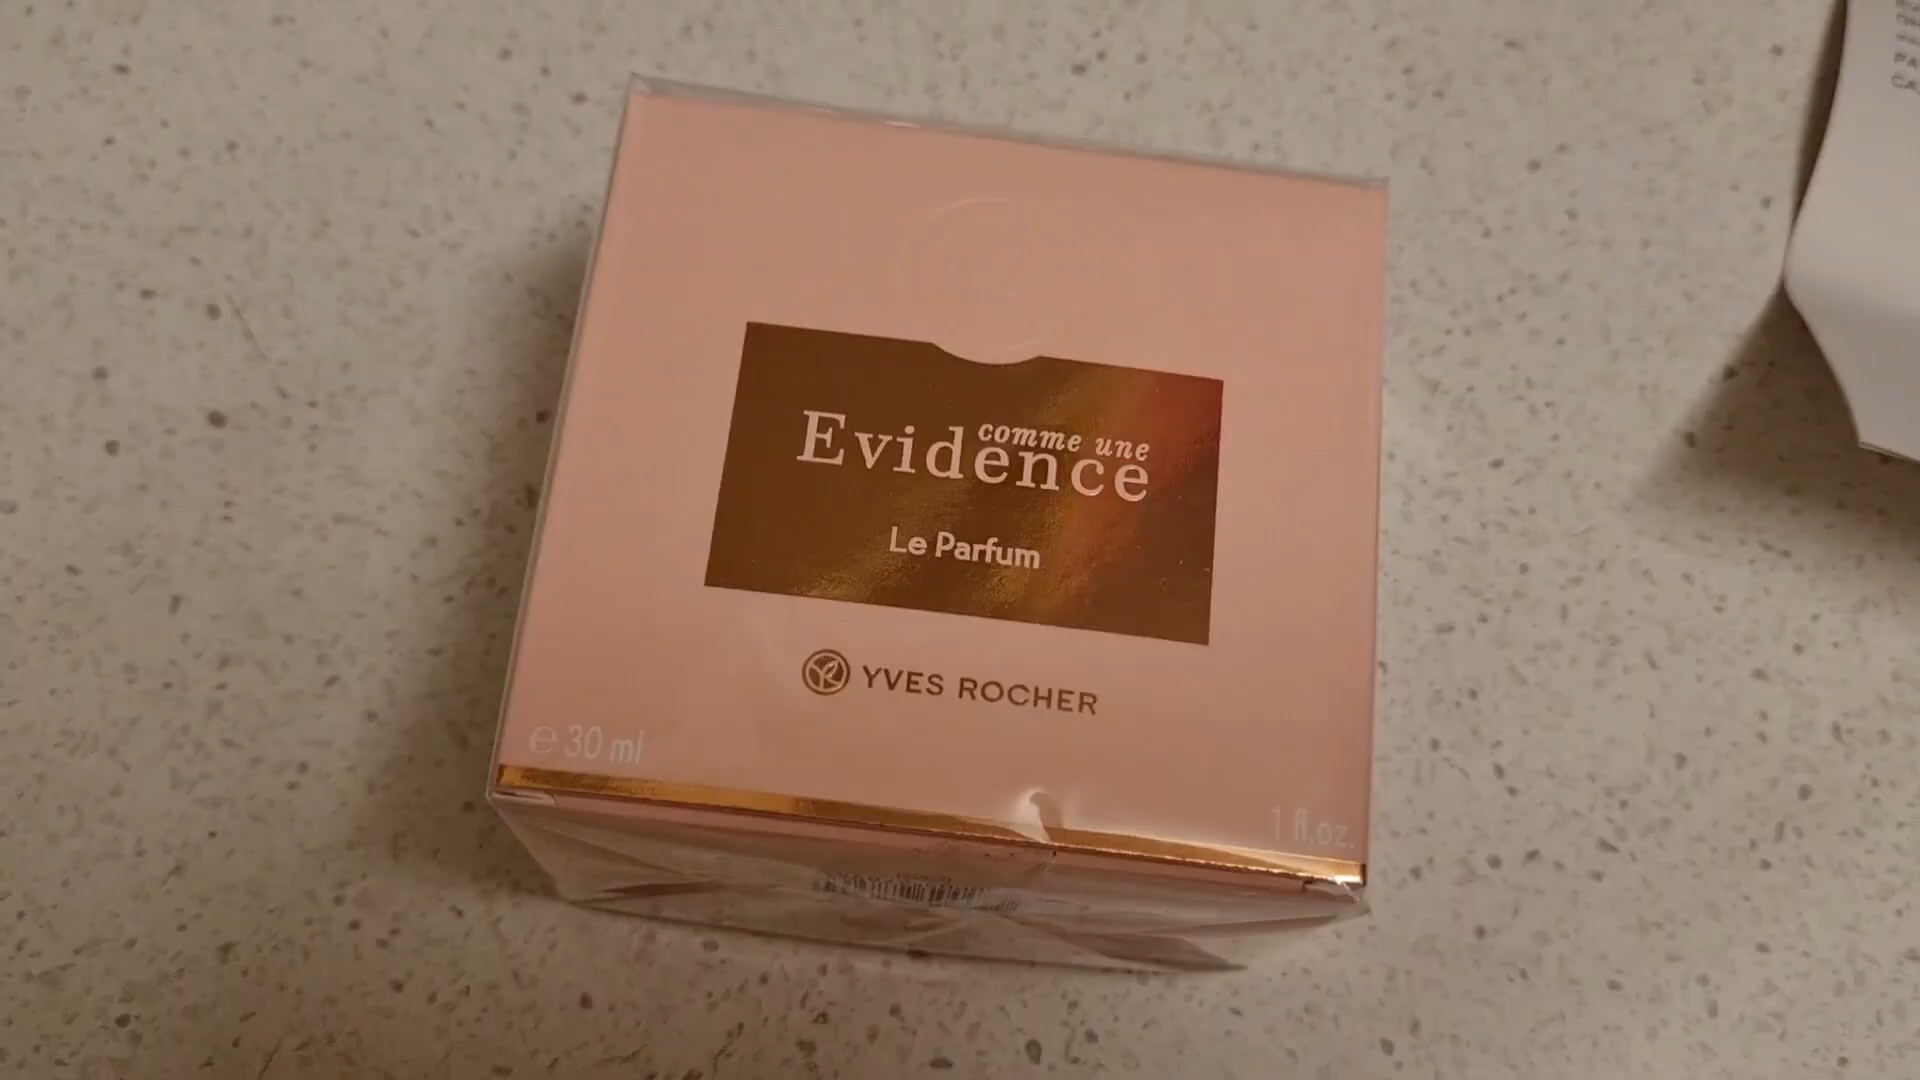 comme une
Evidence
Le Parfum
YVES ROCHER
e 30 ml
1 fl.oz.